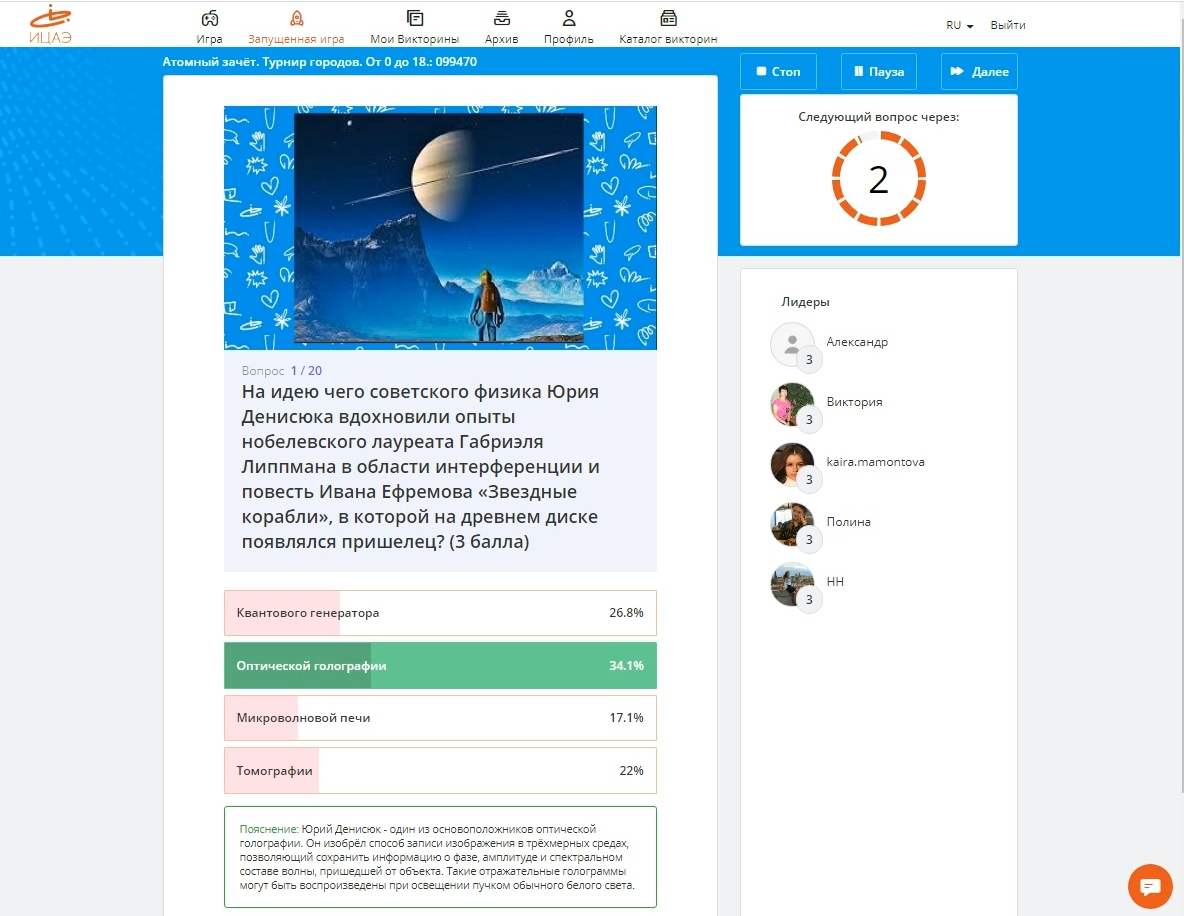 ИЦАЭ
Игра
Запущенная игра
Мои Викторины
Архив
Профиль
Каталог викторин
RU
Выйти
Атомный зачёт. Турнир городов. От 0 до 18.: 099470
Стоп
Пауза
Далее
Следующий вопрос через:
2
Вопрос 1 / 20
На идею чего советского физика Юрия
Денисюка вдохновили опыты
нобелевского лауреата Габриэля
Липпмана в области интерференции и
повесть Ивана Ефремова «Звездные
корабли», в которой на древнем диске
появлялся пришелец? (3 балла)
Квантового генератора 26.8%
Оптической голографии 34.1%
Микроволновой печи 17.1%
Томографии 22%
Пояснение: Юрий Денисюк - один из основоположников оптической
голографии. Он изобрёл способ записи изображения в трёхмерных средах,
позволяющий сохранить информацию о фазе, амплитуде и спектральном
составе волны, пришедшей от объекта. Такие отражательные голограммы
могут быть воспроизведены при освещении пучком обычного белого света.
Лидеры
Александр
3
Виктория
3
kaira.mamontova
3
Полина
3
НН
3